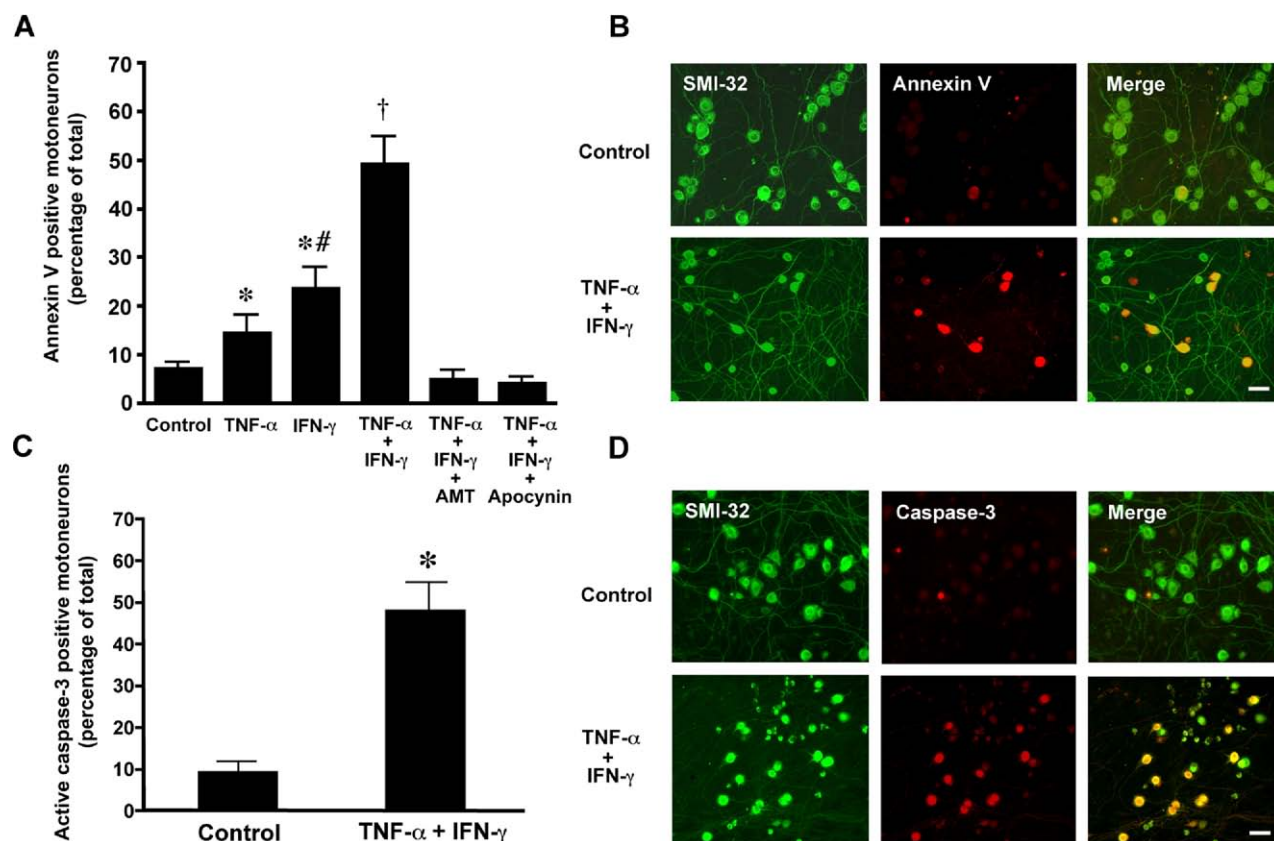 A
Annexin V positive motoneurons
(percentage of total)
70
60
50
40
30
20
10
0
*
*#
†
Control
TNF-α
IFN-γ
TNF-α
+
IFN-γ
TNF-α
+
IFN-γ
+
AMT
TNF-α
+
IFN-γ
+
Apocynin
B
SMI-32
Annexin V
Merge
Control
TNF-α
+
IFN-γ
C
Active caspase-3 positive motoneurons
(percentage of total)
70
60
50
40
30
20
10
0
*
Control
TNF-α + IFN-γ
D
SMI-32
Caspase-3
Merge
Control
TNF-α
+
IFN-γ